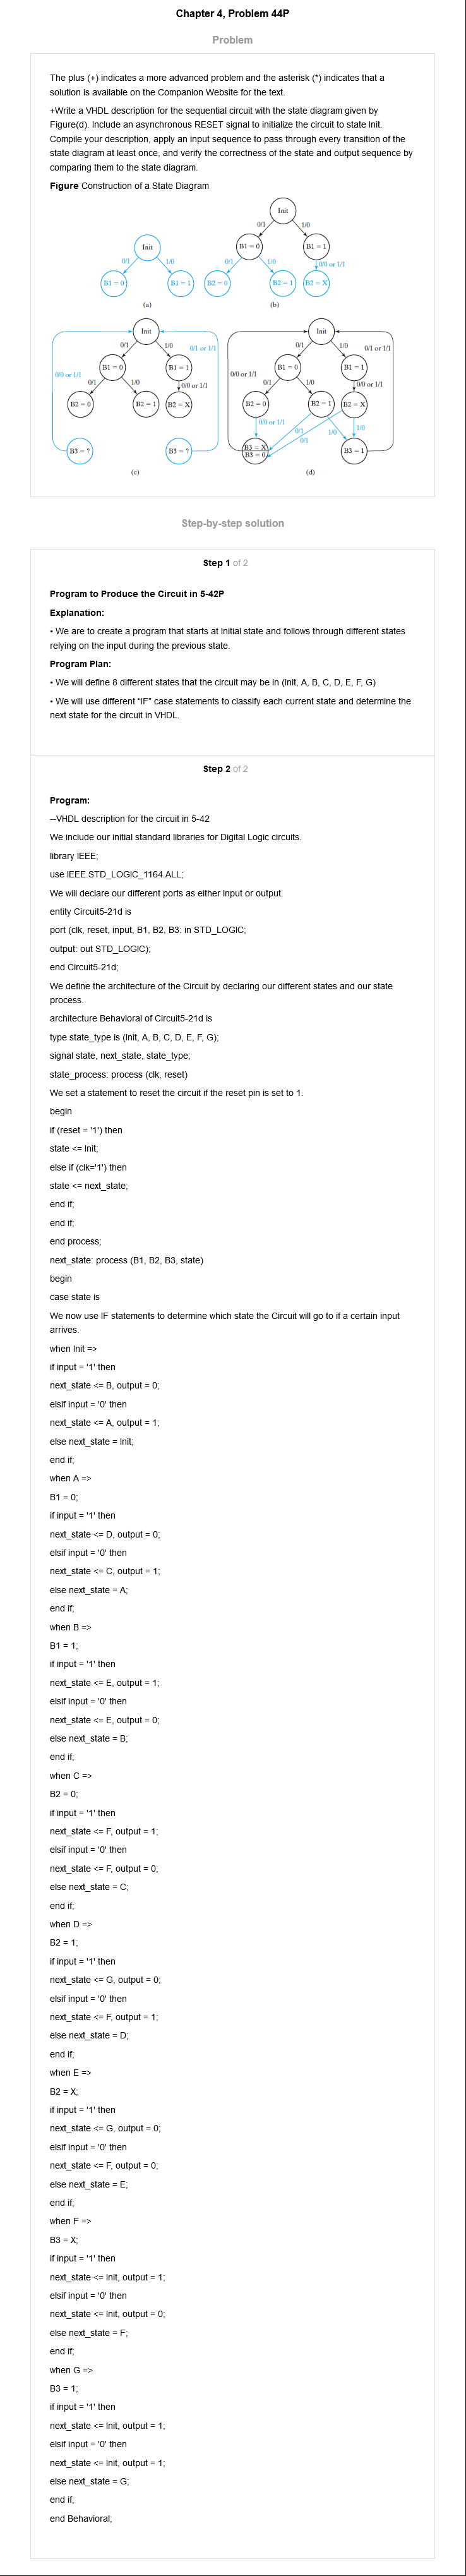 Chapter 4, Problem 44P
Problem
The plus (+) indicates a more advanced problem and the asterisk (*) indicates that a
solution is available on the Companion Website for the text.
+Write a VHDL description for the sequential circuit with the state diagram given by
Figure(d). Include an asynchronous RESET signal to initialize the circuit to state Init.
Compile your description, apply an input sequence to pass through every transition of the
state diagram at least once, and verify the correctness of the state and output sequence by
comparing them to the state diagram.
Figure Construction of a State Diagram
Init
0/1 1/0
B1 = 0 B1 = 1
(a)
Init
0/1 1/0
B1 = 0 B1 = 1
0/1 1/0 0/0 or 1/1
B2 = 0 B2 = 1 B2 = X
(b)
Init
0/1 1/0 0/1 or 1/1
B1 = 0 B1 = 1
0/0 or 1/1 0/1 1/0 0/0 or 1/1
B2 = 0 B2 = 1 B2 = X
B3 = ? B3 = ?
(c)
Init
0/1 1/0 0/1 or 1/1
B1 = 0 B1 = 1
0/0 or 1/1 0/1 1/0 0/0 or 1/1
B2 = 0 B2 = 1 B2 = X
0/0 or 1/1 0/1 0/1 1/0 1/0
B3 = X
B3 = 0
B3 = 1
(d)
Step-by-step solution
Step 1 of 2
Program to Produce the Circuit in 5-42P
Explanation:
• We are to create a program that starts at Initial state and follows through different states
relying on the input during the previous state.
Program Plan:
• We will define 8 different states that the circuit may be in (Init, A, B, C, D, E, F, G)
• We will use different “IF” case statements to classify each current state and determine the
next state for the circuit in VHDL.
Step 2 of 2
Program:
--VHDL description for the circuit in 5-42
We include our initial standard libraries for Digital Logic circuits.
library IEEE;
use IEEE.STD_LOGIC_1164.ALL;
We will declare our different ports as either input or output.
entity Circuit5-21d is
port (clk, reset, input, B1, B2, B3: in STD_LOGIC;
output: out STD_LOGIC);
end Circuit5-21d;
We define the architecture of the Circuit by declaring our different states and our state
process.
architecture Behavioral of Circuit5-21d is
type state_type is (Init, A, B, C, D, E, F, G);
signal state, next_state, state_type;
state_process: process (clk, reset)
We set a statement to reset the circuit if the reset pin is set to 1.
begin
if (reset = '1') then
state <= Init;
else if (clk='1') then
state <= next_state;
end if;
end if;
end process;
next_state: process (B1, B2, B3, state)
begin
case state is
We now use IF statements to determine which state the Circuit will go to if a certain input
arrives.
when Init =>
if input = '1' then
next_state <= B, output = 0;
elsif input = '0' then
next_state <= A, output = 1;
else next_state = Init;
end if;
when A =>
B1 = 0;
if input = '1' then
next_state <= D, output = 0;
elsif input = '0' then
next_state <= C, output = 1;
else next_state = A;
end if;
when B =>
B1 = 1;
if input = '1' then
next_state <= E, output = 1;
elsif input = '0' then
next_state <= E, output = 0;
else next_state = B;
end if;
when C =>
B2 = 0;
if input = '1' then
next_state <= F, output = 1;
elsif input = '0' then
next_state <= F, output = 0;
else next_state = C;
end if;
when D =>
B2 = 1;
if input = '1' then
next_state <= G, output = 0;
elsif input = '0' then
next_state <= F, output = 1;
else next_state = D;
end if;
when E =>
B2 = X;
if input = '1' then
next_state <= G, output = 0;
elsif input = '0' then
next_state <= F, output = 0;
else next_state = E;
end if;
when F =>
B3 = X;
if input = '1' then
next_state <= Init, output = 1;
elsif input = '0' then
next_state <= Init, output = 0;
else next_state = F;
end if;
when G =>
B3 = 1;
if input = '1' then
next_state <= Init, output = 1;
elsif input = '0' then
next_state <= Init, output = 1;
else next_state = G;
end if;
end Behavioral;